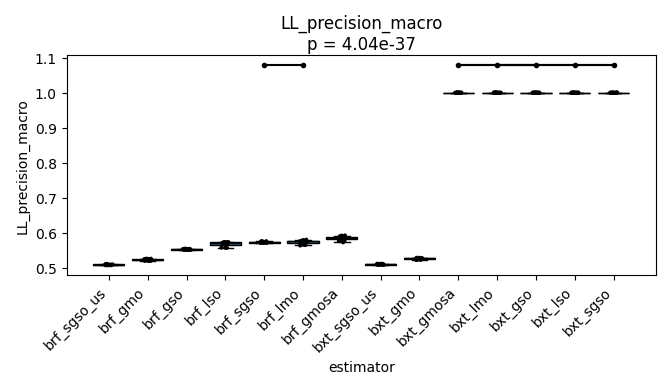 LL_precision_macro
p = 4.04e-37
1.1
1.0
0.9
0.8
0.7
0.6
0.5
LL_precision_macro
brf_sgso_us
brf_gmo
brf_gso
brf_lso
brf_sgso
brf_lmo
brf_gmosa
bxt_sgso_us
bxt_gmo
bxt_gmosa
bxt_lmo
bxt_gso
bxt_lso
bxt_sgso
estimator